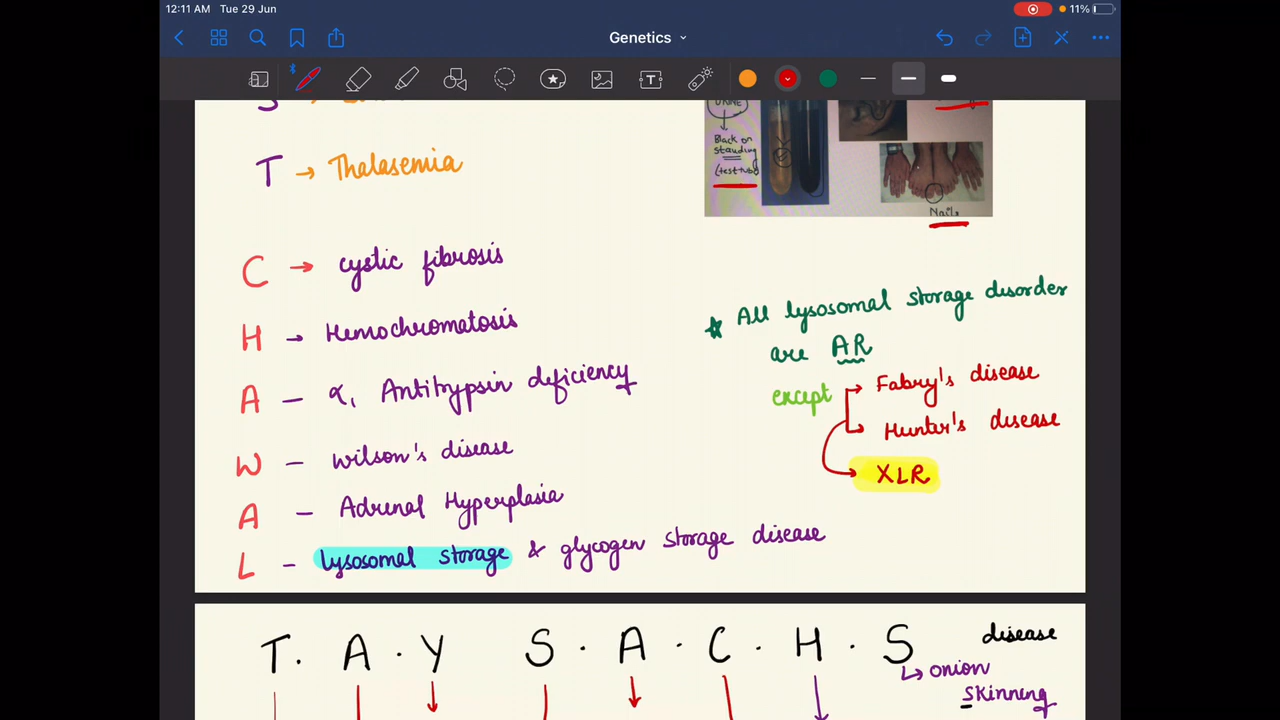 12:11 AM Tue 29 Jun
11%
Genetics
S →
T → Thalasemia
URINE
Black on
standing
(test tube)
Nails
C → cystic fibrosis
H → Hemochromatosis
A – α₁ Antitrypsin deficiency
W – Wilson's disease
A – Adrenal Hyperplasia
L – lysosomal storage & glycogen storage disease
☆ All lysosomal storage disorder
are AR
except → Fabry's disease
→ Hunter's disease
→ XLR
T. A. Y S. A. C. H. S disease
↳ onion
skinning